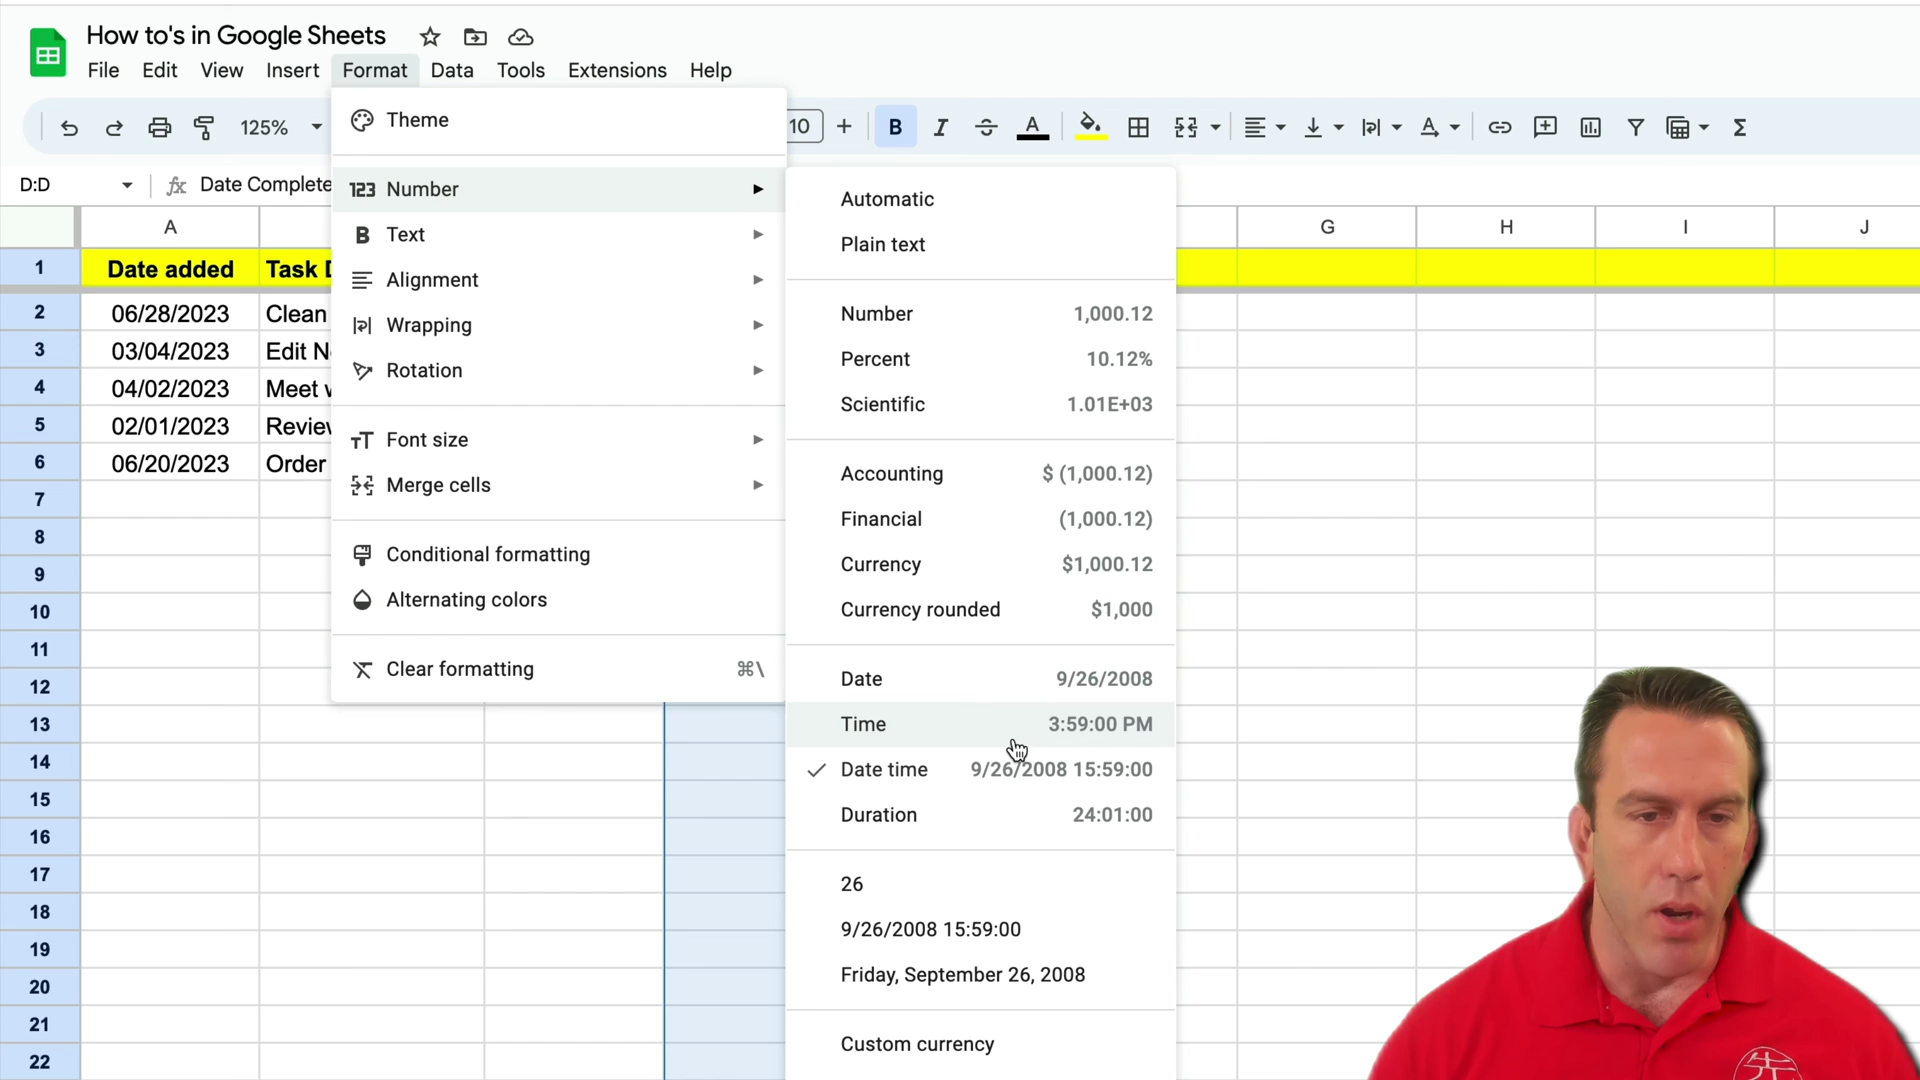 How to's in Google Sheets
File Edit View Insert Format Data Tools Extensions Help
125% 10 B I A A Σ
D:D fx Date Complete
A G H I J
1 Date added Task D
2 06/28/2023 Clean
3 03/04/2023 Edit N
4 04/02/2023 Meet w
5 02/01/2023 Review
6 06/20/2023 Order
7
8
9
10
11
12
13
14
15
16
17
18
19
20
21
22
Theme
123 Number
B Text
Alignment
Wrapping
Rotation
Font size
Merge cells
Conditional formatting
Alternating colors
Clear formatting ⌘\
Automatic
Plain text
Number 1,000.12
Percent 10.12%
Scientific 1.01E+03
Accounting $ (1,000.12)
Financial (1,000.12)
Currency $1,000.12
Currency rounded $1,000
Date 9/26/2008
Time 3:59:00 PM
Date time 9/26/2008 15:59:00
Duration 24:01:00
26
9/26/2008 15:59:00
Friday, September 26, 2008
Custom currency